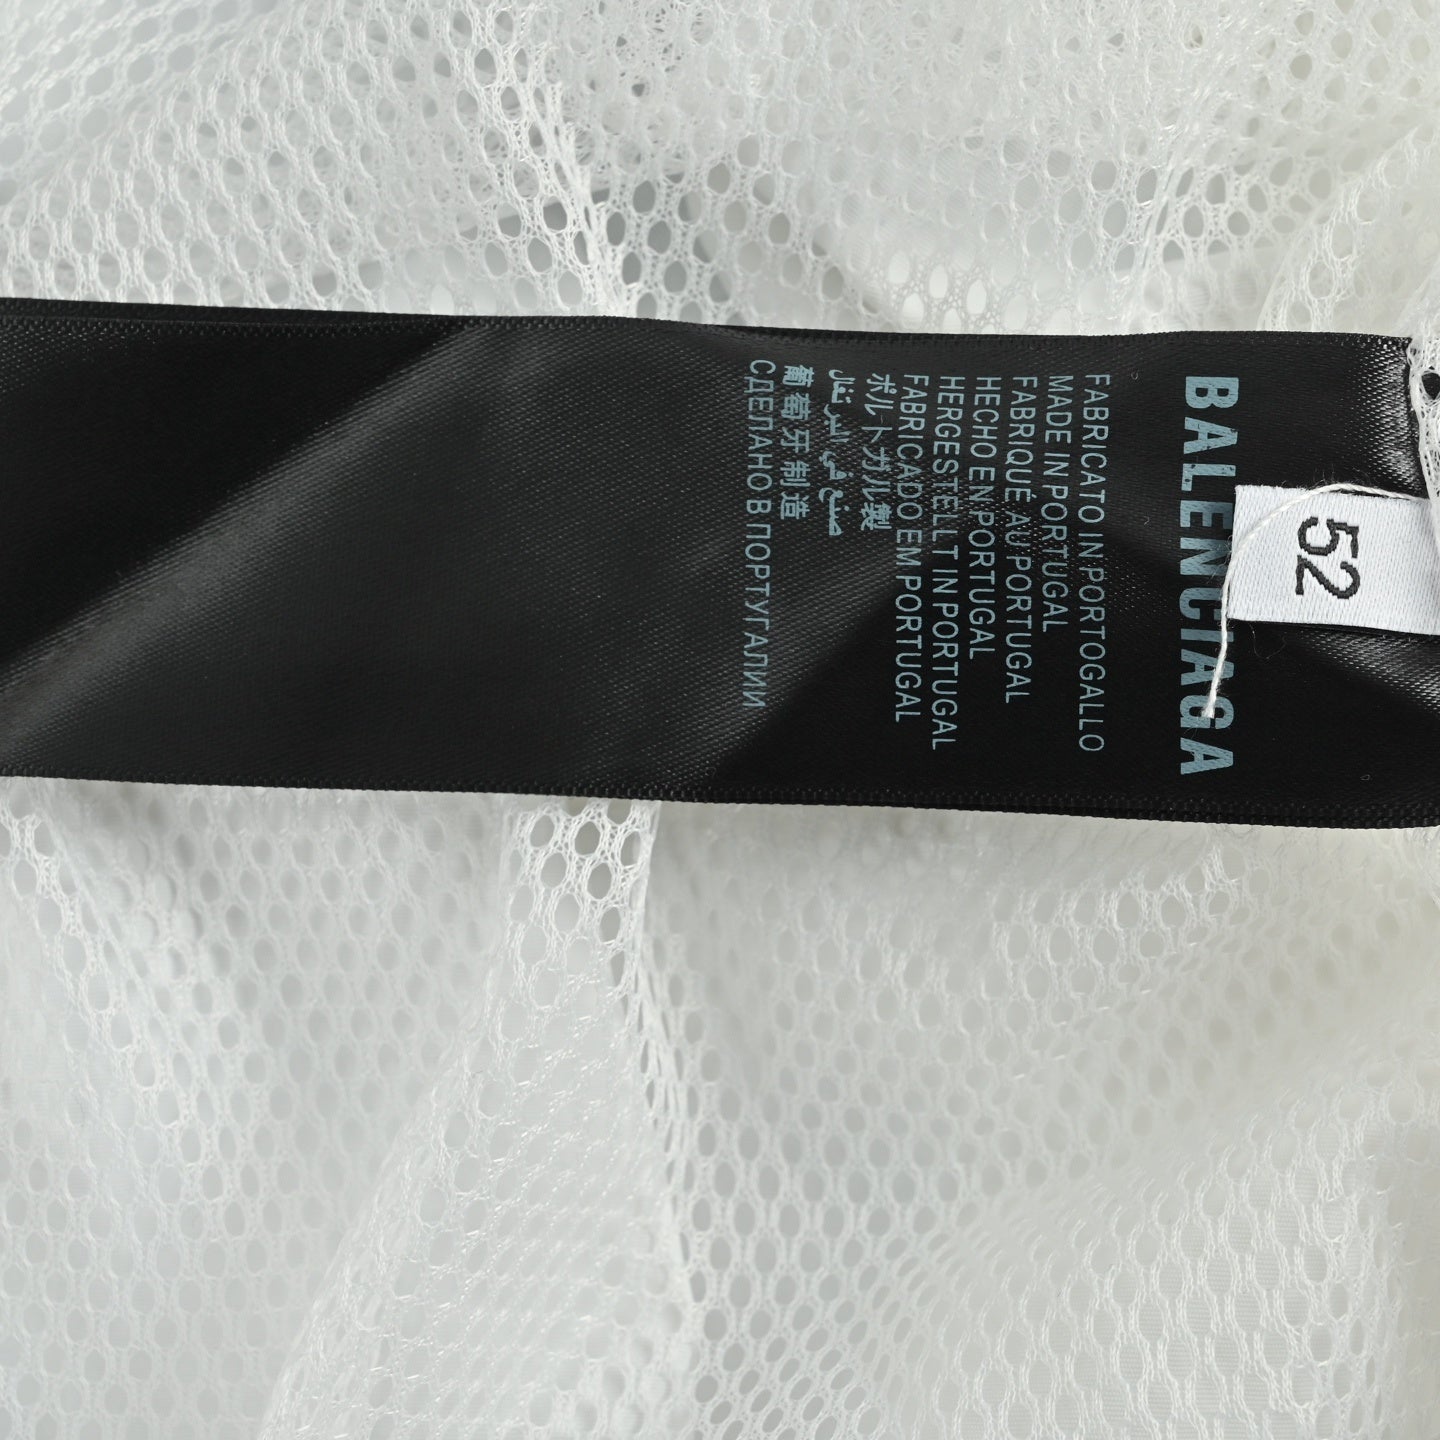 BALENCIAGA
52
FABRICATO IN PORTOGALLO
MADE IN PORTUGAL
FABRIQUÉ AU PORTUGAL
HECHO EN PORTUGAL
HERGESTELLT IN PORTUGAL
FABRICADO EM PORTUGAL
ポルトガル製
صنع في البرتغال
葡萄牙制造
СДЕЛАНО В ПОРТУГАЛИИ